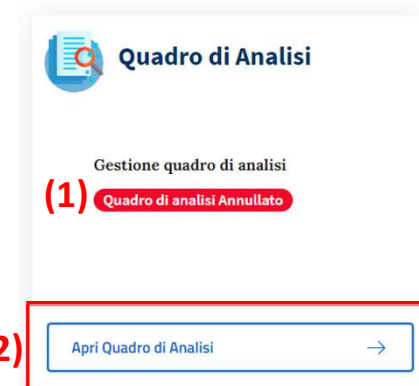 Quadro di Analisi
Gestione quadro di analisi
(1) Quadro di analisi Annullato
2) Apri Quadro di Analisi →